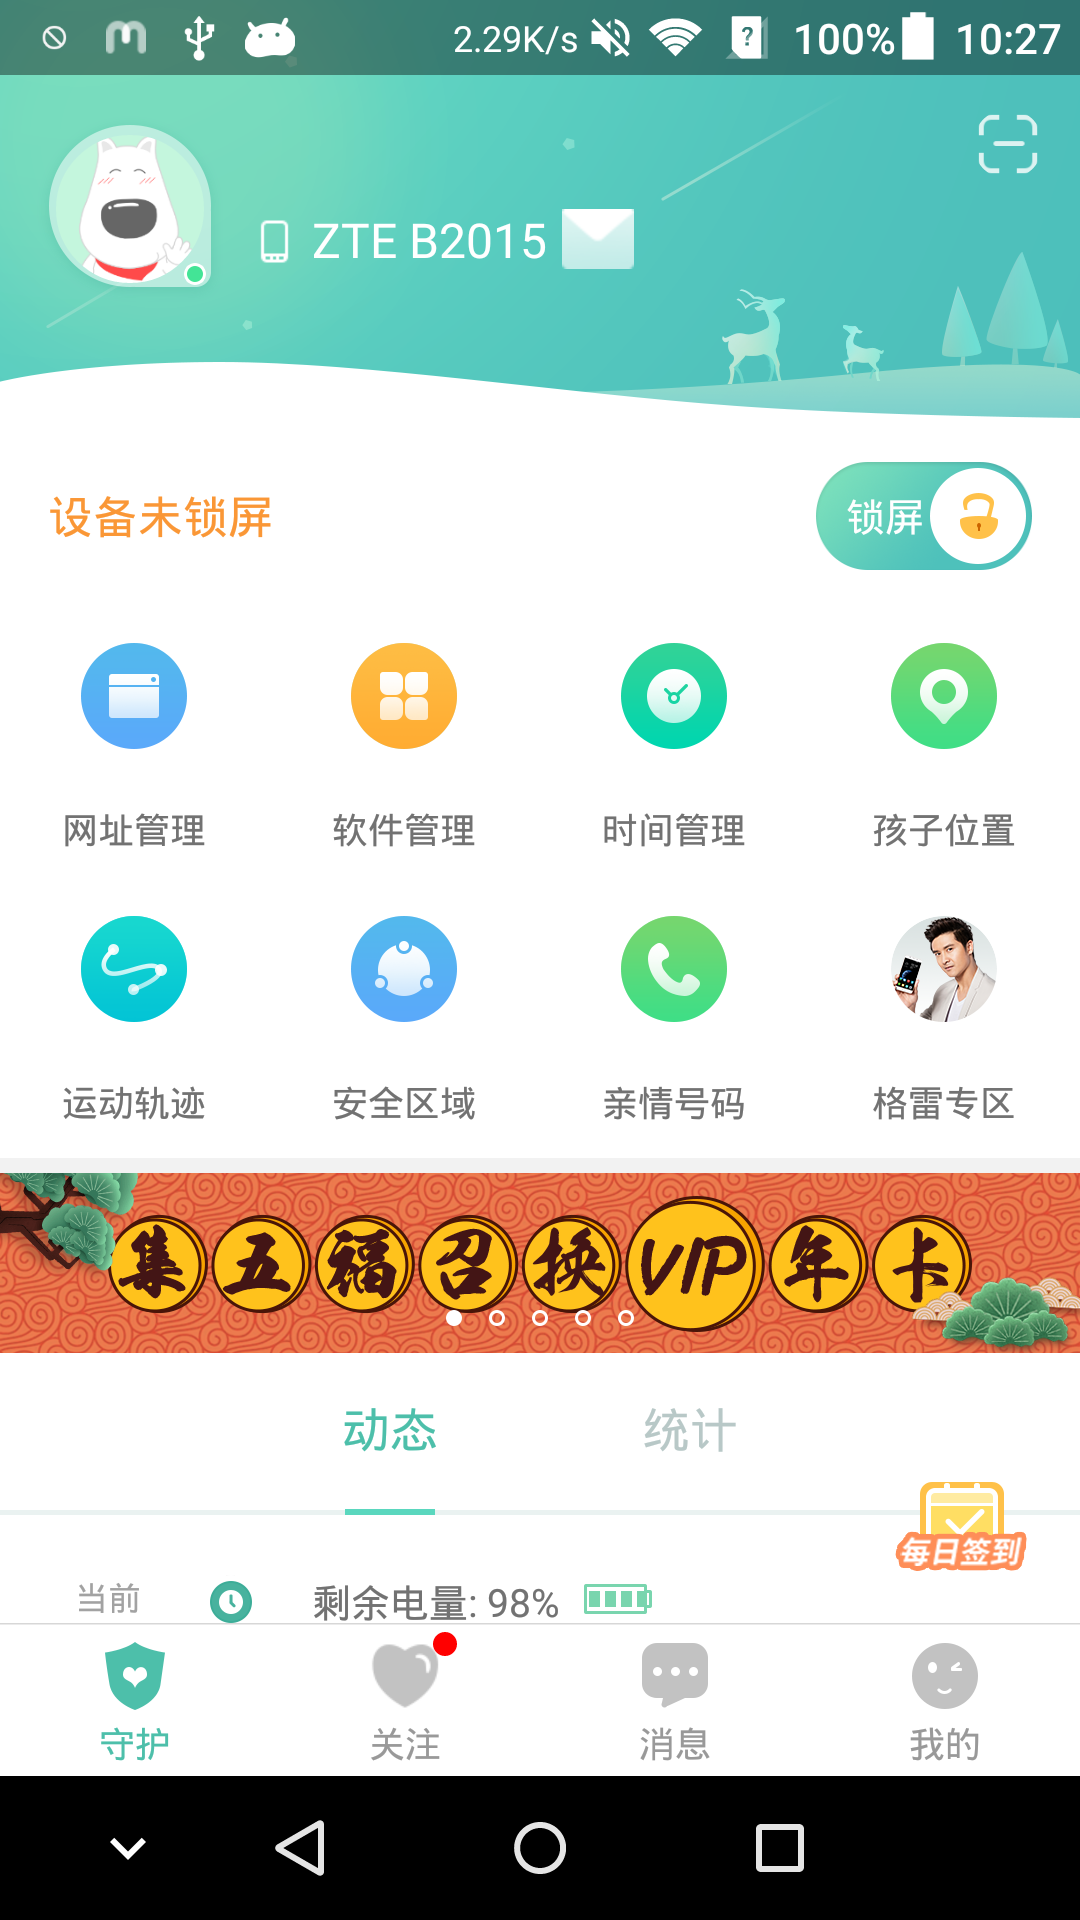 2.29K/s 100% 10:27
ZTE B2015
设备未锁屏 锁屏
网址管理 软件管理 时间管理 孩子位置
运动轨迹 安全区域 亲情号码 格雷专区
集五福召换VIP年卡
动态 统计
每日签到
当前 剩余电量: 98%
守护 关注 消息 我的